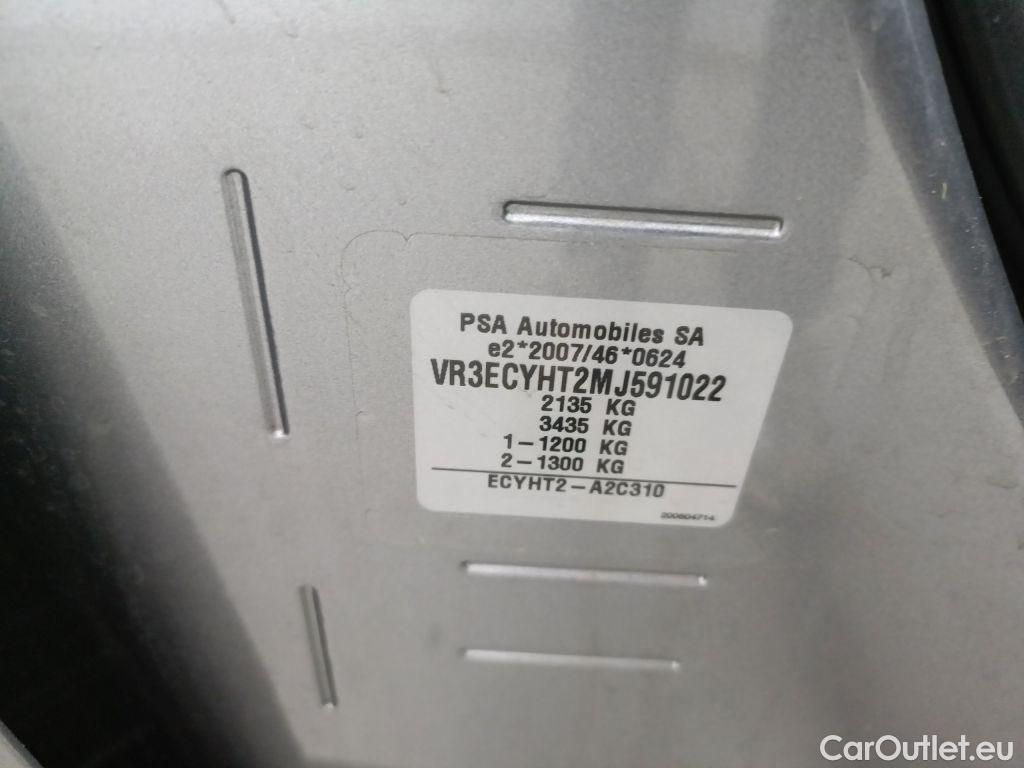 PSA Automobiles SA
e2*2007/46*0624
VR3ECYHT2MJ591022
2135 KG
3435 KG
1-1200 KG
2-1300 KG
ECYHT2-A2C310
200604714
CarOutlet.eu